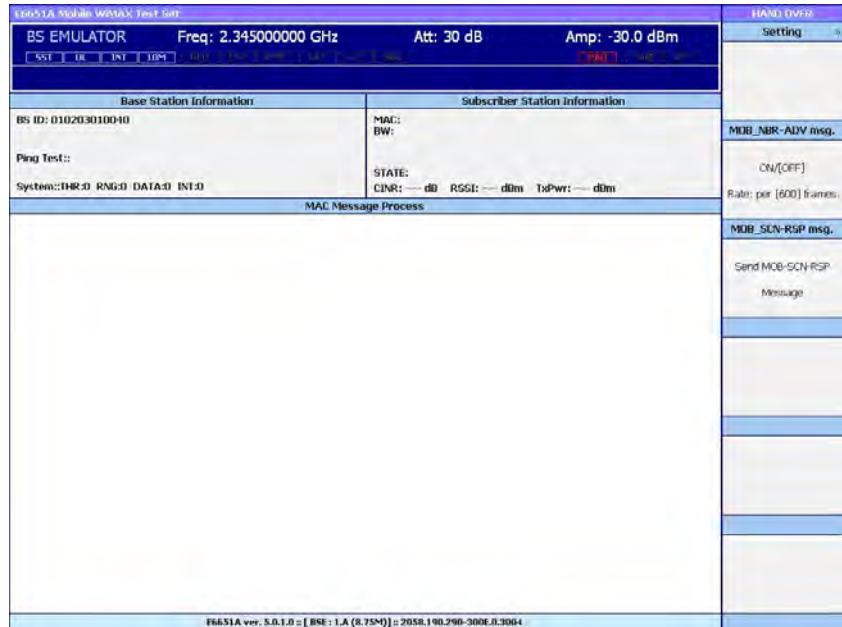 E6651A Mobile WiMAX Test Set
BS EMULATOR Freq: 2.345000000 GHz Att: 30 dB Amp: -30.0 dBm
SST UL INT 10M
Base Station Information
BS ID: 010203010040
Ping Test::
System::THR:0 RNG:0 DATA:0 INT:0
Subscriber Station Information
MAC:
BW:
STATE:
CINR: --- dB RSSI: --- dBm TxPwr: --- dBm
MAC Message Process
E6651A ver. 5.0.1.0 :: [ BSE : 1.A (8.75M)] :: 2058.190.290-300E.0.3004
HAND OVER
Setting »
MOB_NBR-ADV msg.
ON/[OFF]
Rate: per [600] frames.
MOB_SCN-RSP msg.
Send MOB-SCN-RSP
Message